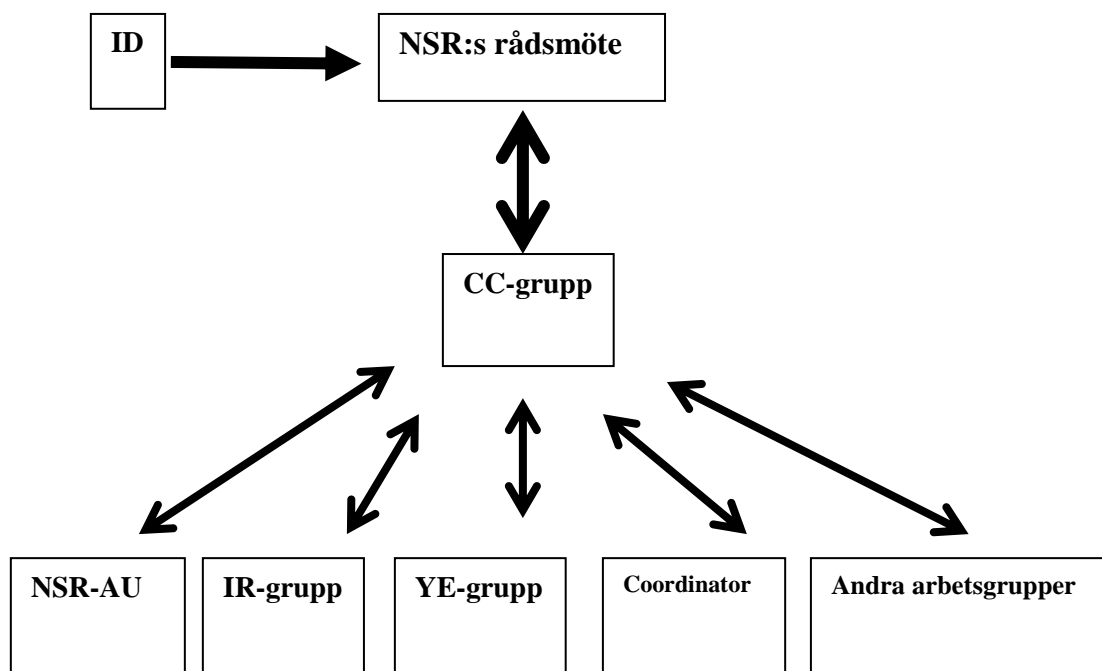 ID
NSR:s rådsmöte
CC-grupp
NSR-AU
IR-grupp
YE-grupp
Coordinator
Andra arbetsgrupper